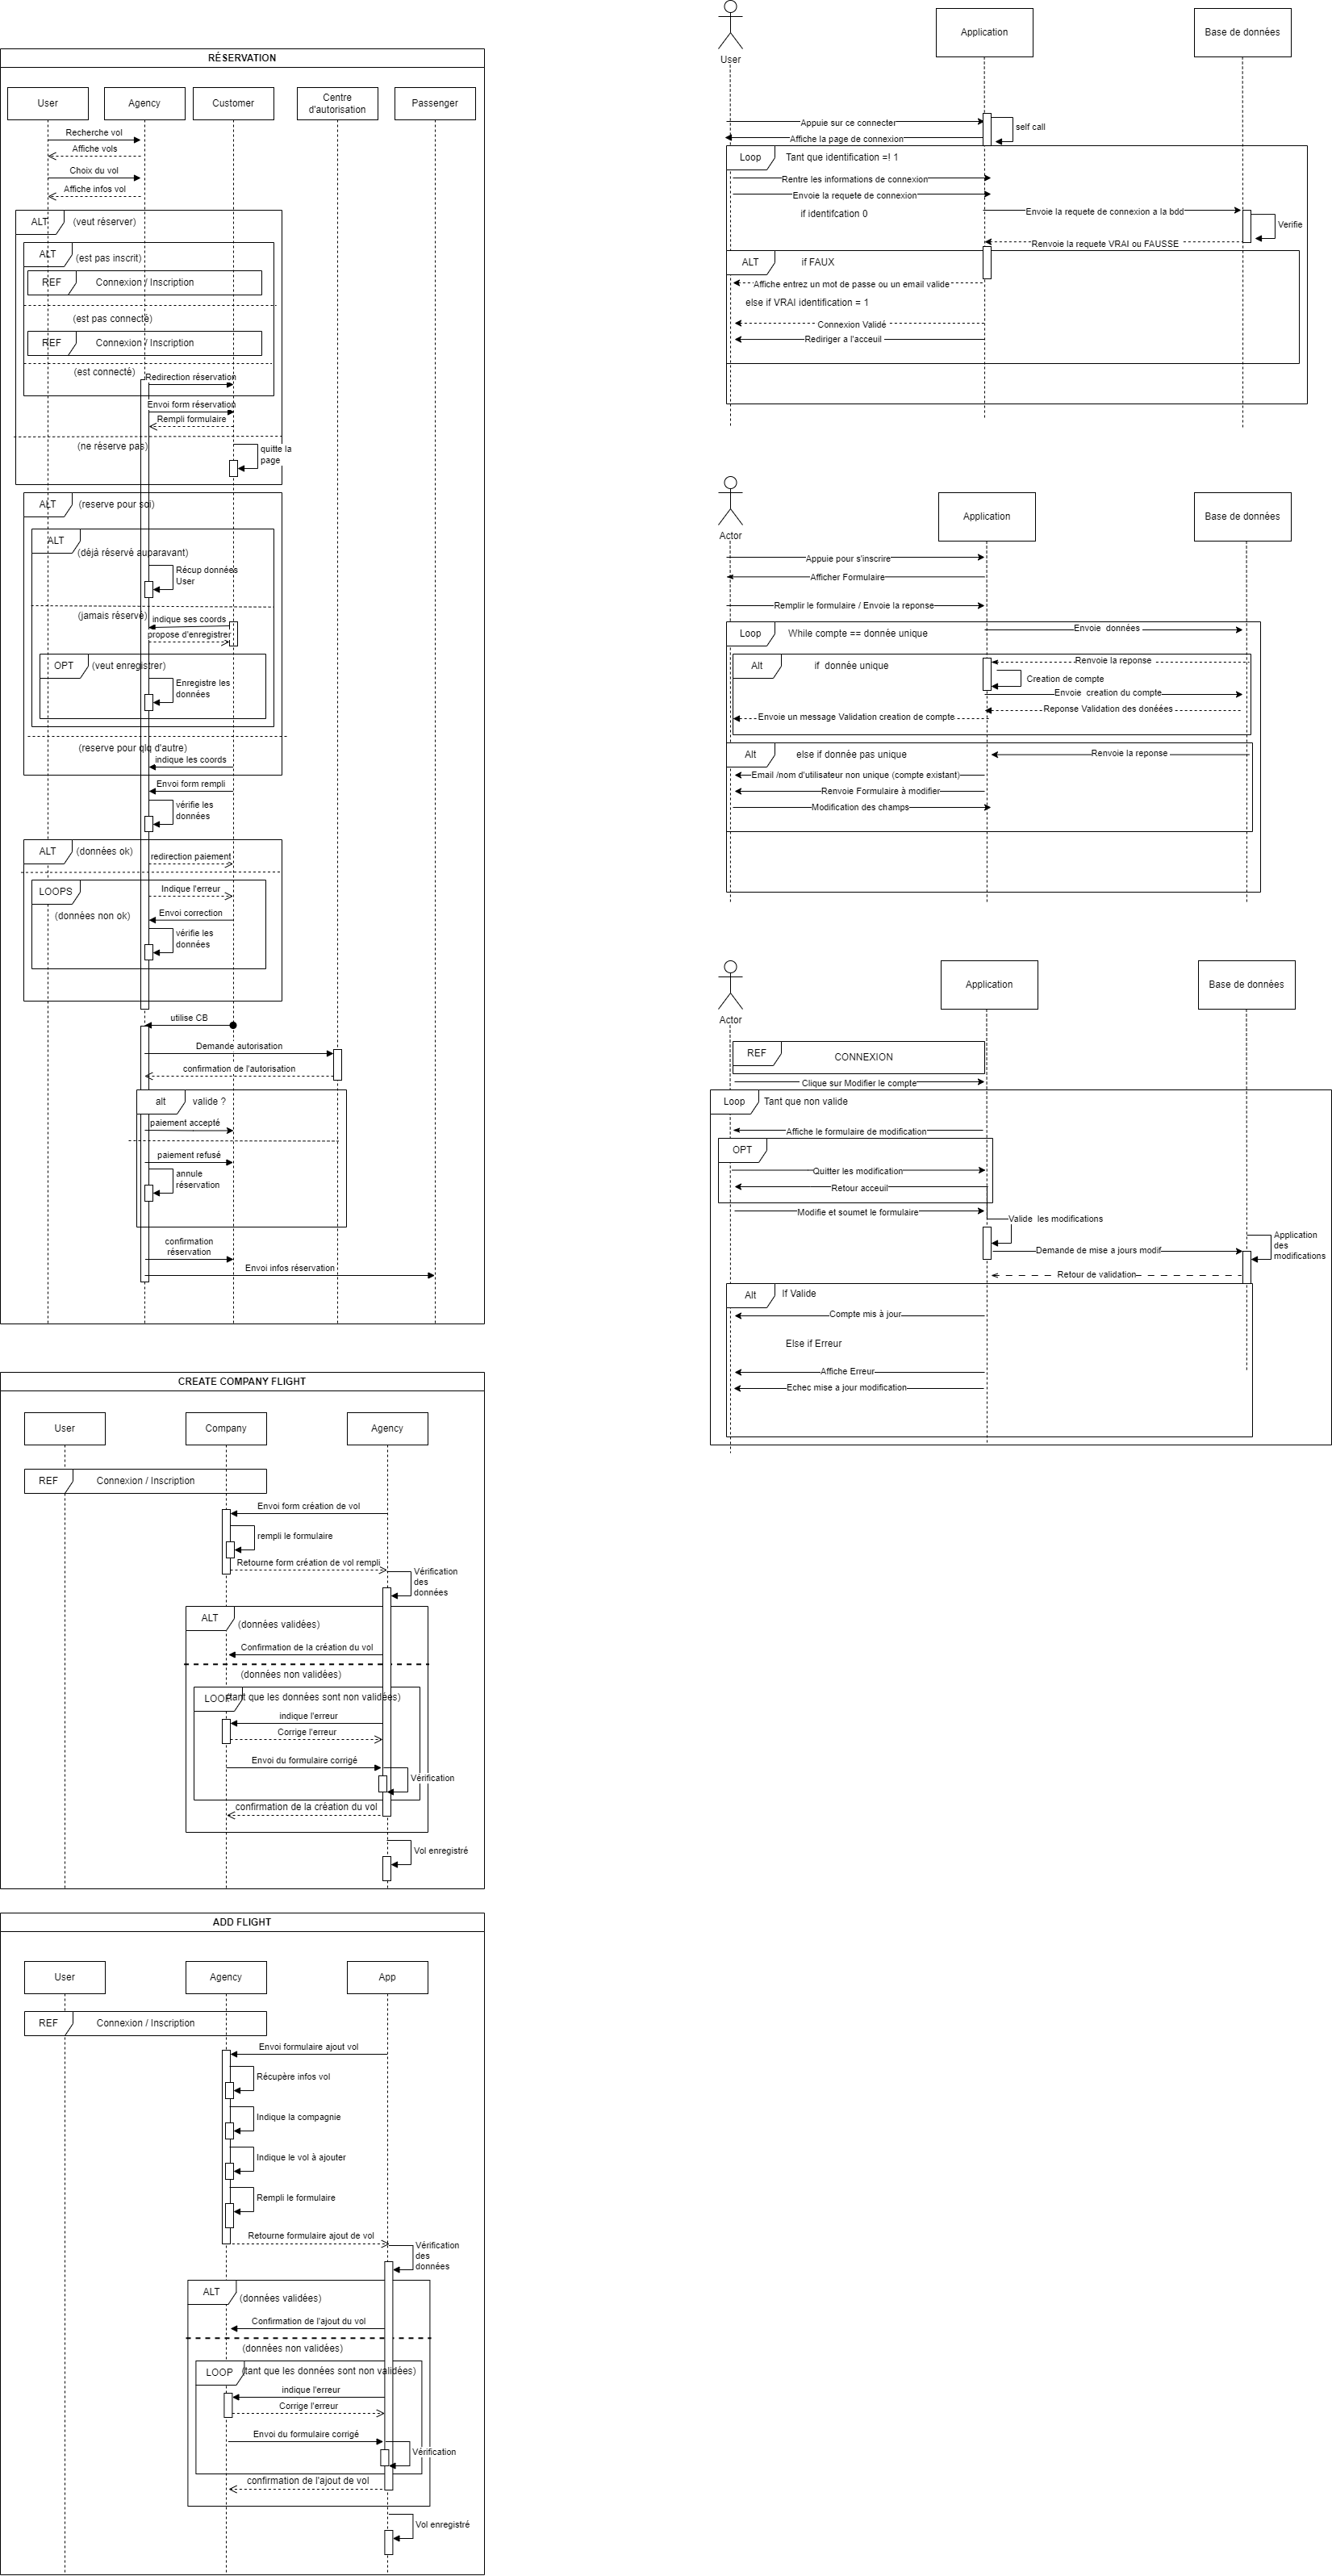 RÉSERVATION
User
Agency
Customer
Centre
d'autorisation
Passenger
Recherche vol
Affiche vols
Choix du vol
Affiche infos vol
ALT
(veut réserver)
ALT
(est pas inscrit)
REF
Connexion / Inscription
(est pas connecté)
REF
Connexion / Inscription
(est connecté)
Redirection réservation
Envoi form réservation
Rempli formulaire
(ne réserve pas)
quitte la
page
ALT
(reserve pour soi)
ALT
(déjà réservé auparavant)
Récup données
User
(jamais réservé)
indique ses coords
propose d'enregistrer
OPT
(veut enregistrer)
Enregistre les
données
(reserve pour qlq d'autre)
indique les coords
Envoi form rempli
vérifie les
données
ALT
(données ok)
redirection paiement
LOOPS
Indique l'erreur
(données non ok)
Envoi correction
vérifie les
données
utilise CB
Demande autorisation
confirmation de l'autorisation
alt
valide ?
paiement accepté
paiement refusé
annule
réservation
confirmation
réservation
Envoi infos réservation
CREATE COMPANY FLIGHT
User
Company
Agency
REF
Connexion / Inscription
Envoi form création de vol
rempli le formulaire
Retourne form création de vol rempli
Vérification
des
données
ALT
(données validées)
Confirmation de la création du vol
(données non validées)
LOOP
(tant que les données sont non validées)
indique l'erreur
Corrige l'erreur
Envoi du formulaire corrigé
Vérification
confirmation de la création du vol
Vol enregistré
ADD FLIGHT
User
Agency
App
REF
Connexion / Inscription
Envoi formulaire ajout vol
Récupère infos vol
Indique la compagnie
Indique le vol à ajouter
Rempli le formulaire
Retourne formulaire ajout de vol
Vérification
des
données
ALT
(données validées)
Confirmation de l'ajout du vol
(données non validées)
LOOP
(tant que les données sont non validées)
indique l'erreur
Corrige l'erreur
Envoi du formulaire corrigé
Vérification
confirmation de l'ajout de vol
Vol enregistré
User
Application
Base de données
Appuie sur ce connecter
self call
Affiche la page de connexion
Loop
Tant que identification =! 1
Rentre les informations de connexion
Envoie la requete de connexion
if identifcation 0
Envoie la requete de connexion a la bdd
Verifie
Renvoie la requete VRAI ou FAUSSE
ALT
if FAUX
Affiche entrez un mot de passe ou un email valide
else if VRAI identification = 1
Connexion Validé
Rediriger a l'acceuil
Actor
Application
Base de données
Appuie pour s'inscrire
Afficher Formulaire
Remplir le formulaire / Envoie la reponse
Loop
While compte == donnée unique
Envoie données
Alt
if donnée unique
Renvoie la reponse
Creation de compte
Envoie creation du compte
Reponse Validation des donéées
Envoie un message Validation creation de compte
Alt
else if donnée pas unique
Renvoie la reponse
Email /nom d'utilisateur non unique (compte existant)
Renvoie Formulaire à modifier
Modification des champs
Actor
Application
Base de données
REF
CONNEXION
Clique sur Modifier le compte
Loop
Tant que non valide
Affiche le formulaire de modification
OPT
Quitter les modification
Retour acceuil
Modifie et soumet le formulaire
Valide les modifications
Application
des
modifications
Demande de mise a jours modif
Retour de validation
Alt
If Valide
Compte mis à jour
Else if Erreur
Affiche Erreur
Echec mise a jour modification